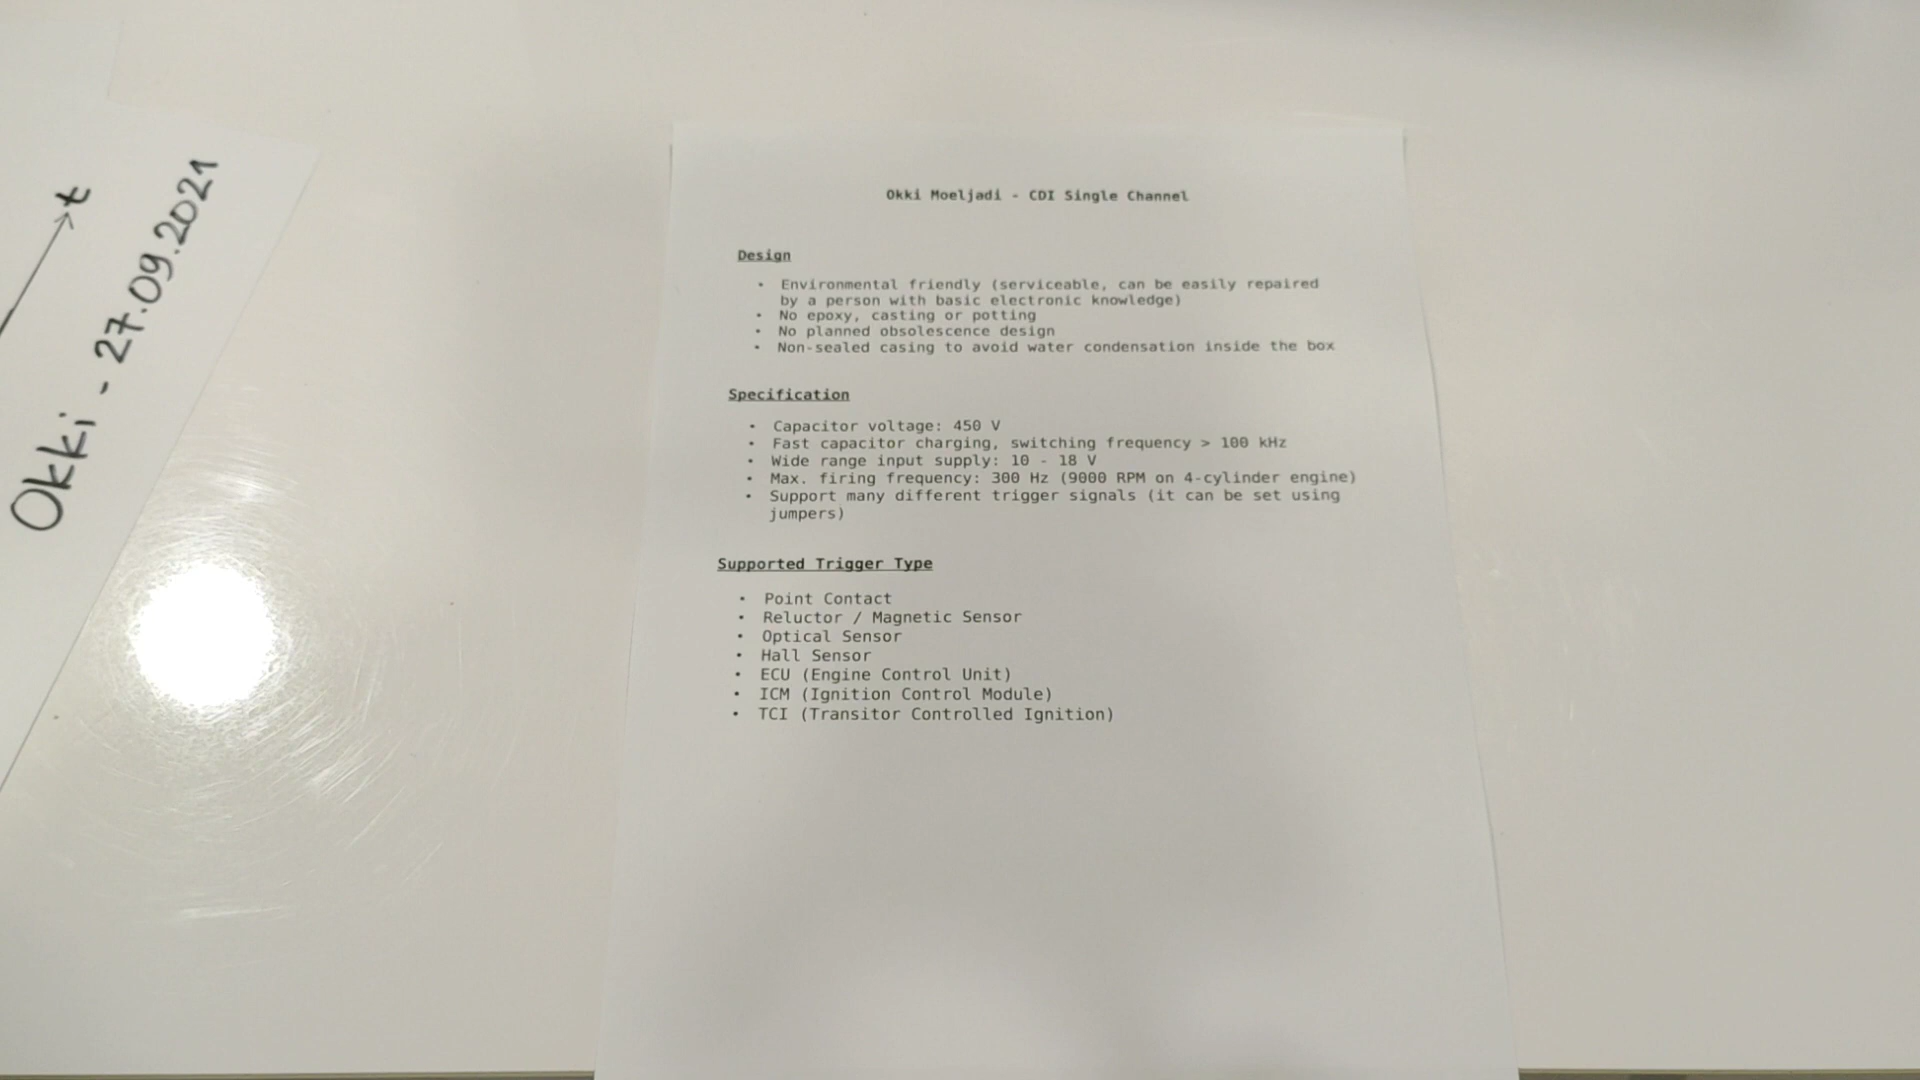 t
Okki - 27.09.2021
Okki Moeljadi - CDI Single Channel
Design
• Environmental friendly (serviceable, can be easily repaired
by a person with basic electronic knowledge)
• No epoxy, casting or potting
• No planned obsolescence design
• Non-sealed casing to avoid water condensation inside the box
Specification
• Capacitor voltage: 450 V
• Fast capacitor charging, switching frequency > 100 kHz
• Wide range input supply: 10 - 18 V
• Max. firing frequency: 300 Hz (9000 RPM on 4-cylinder engine)
• Support many different trigger signals (it can be set using
jumpers)
Supported Trigger Type
• Point Contact
• Reluctor / Magnetic Sensor
• Optical Sensor
• Hall Sensor
• ECU (Engine Control Unit)
• ICM (Ignition Control Module)
• TCI (Transitor Controlled Ignition)